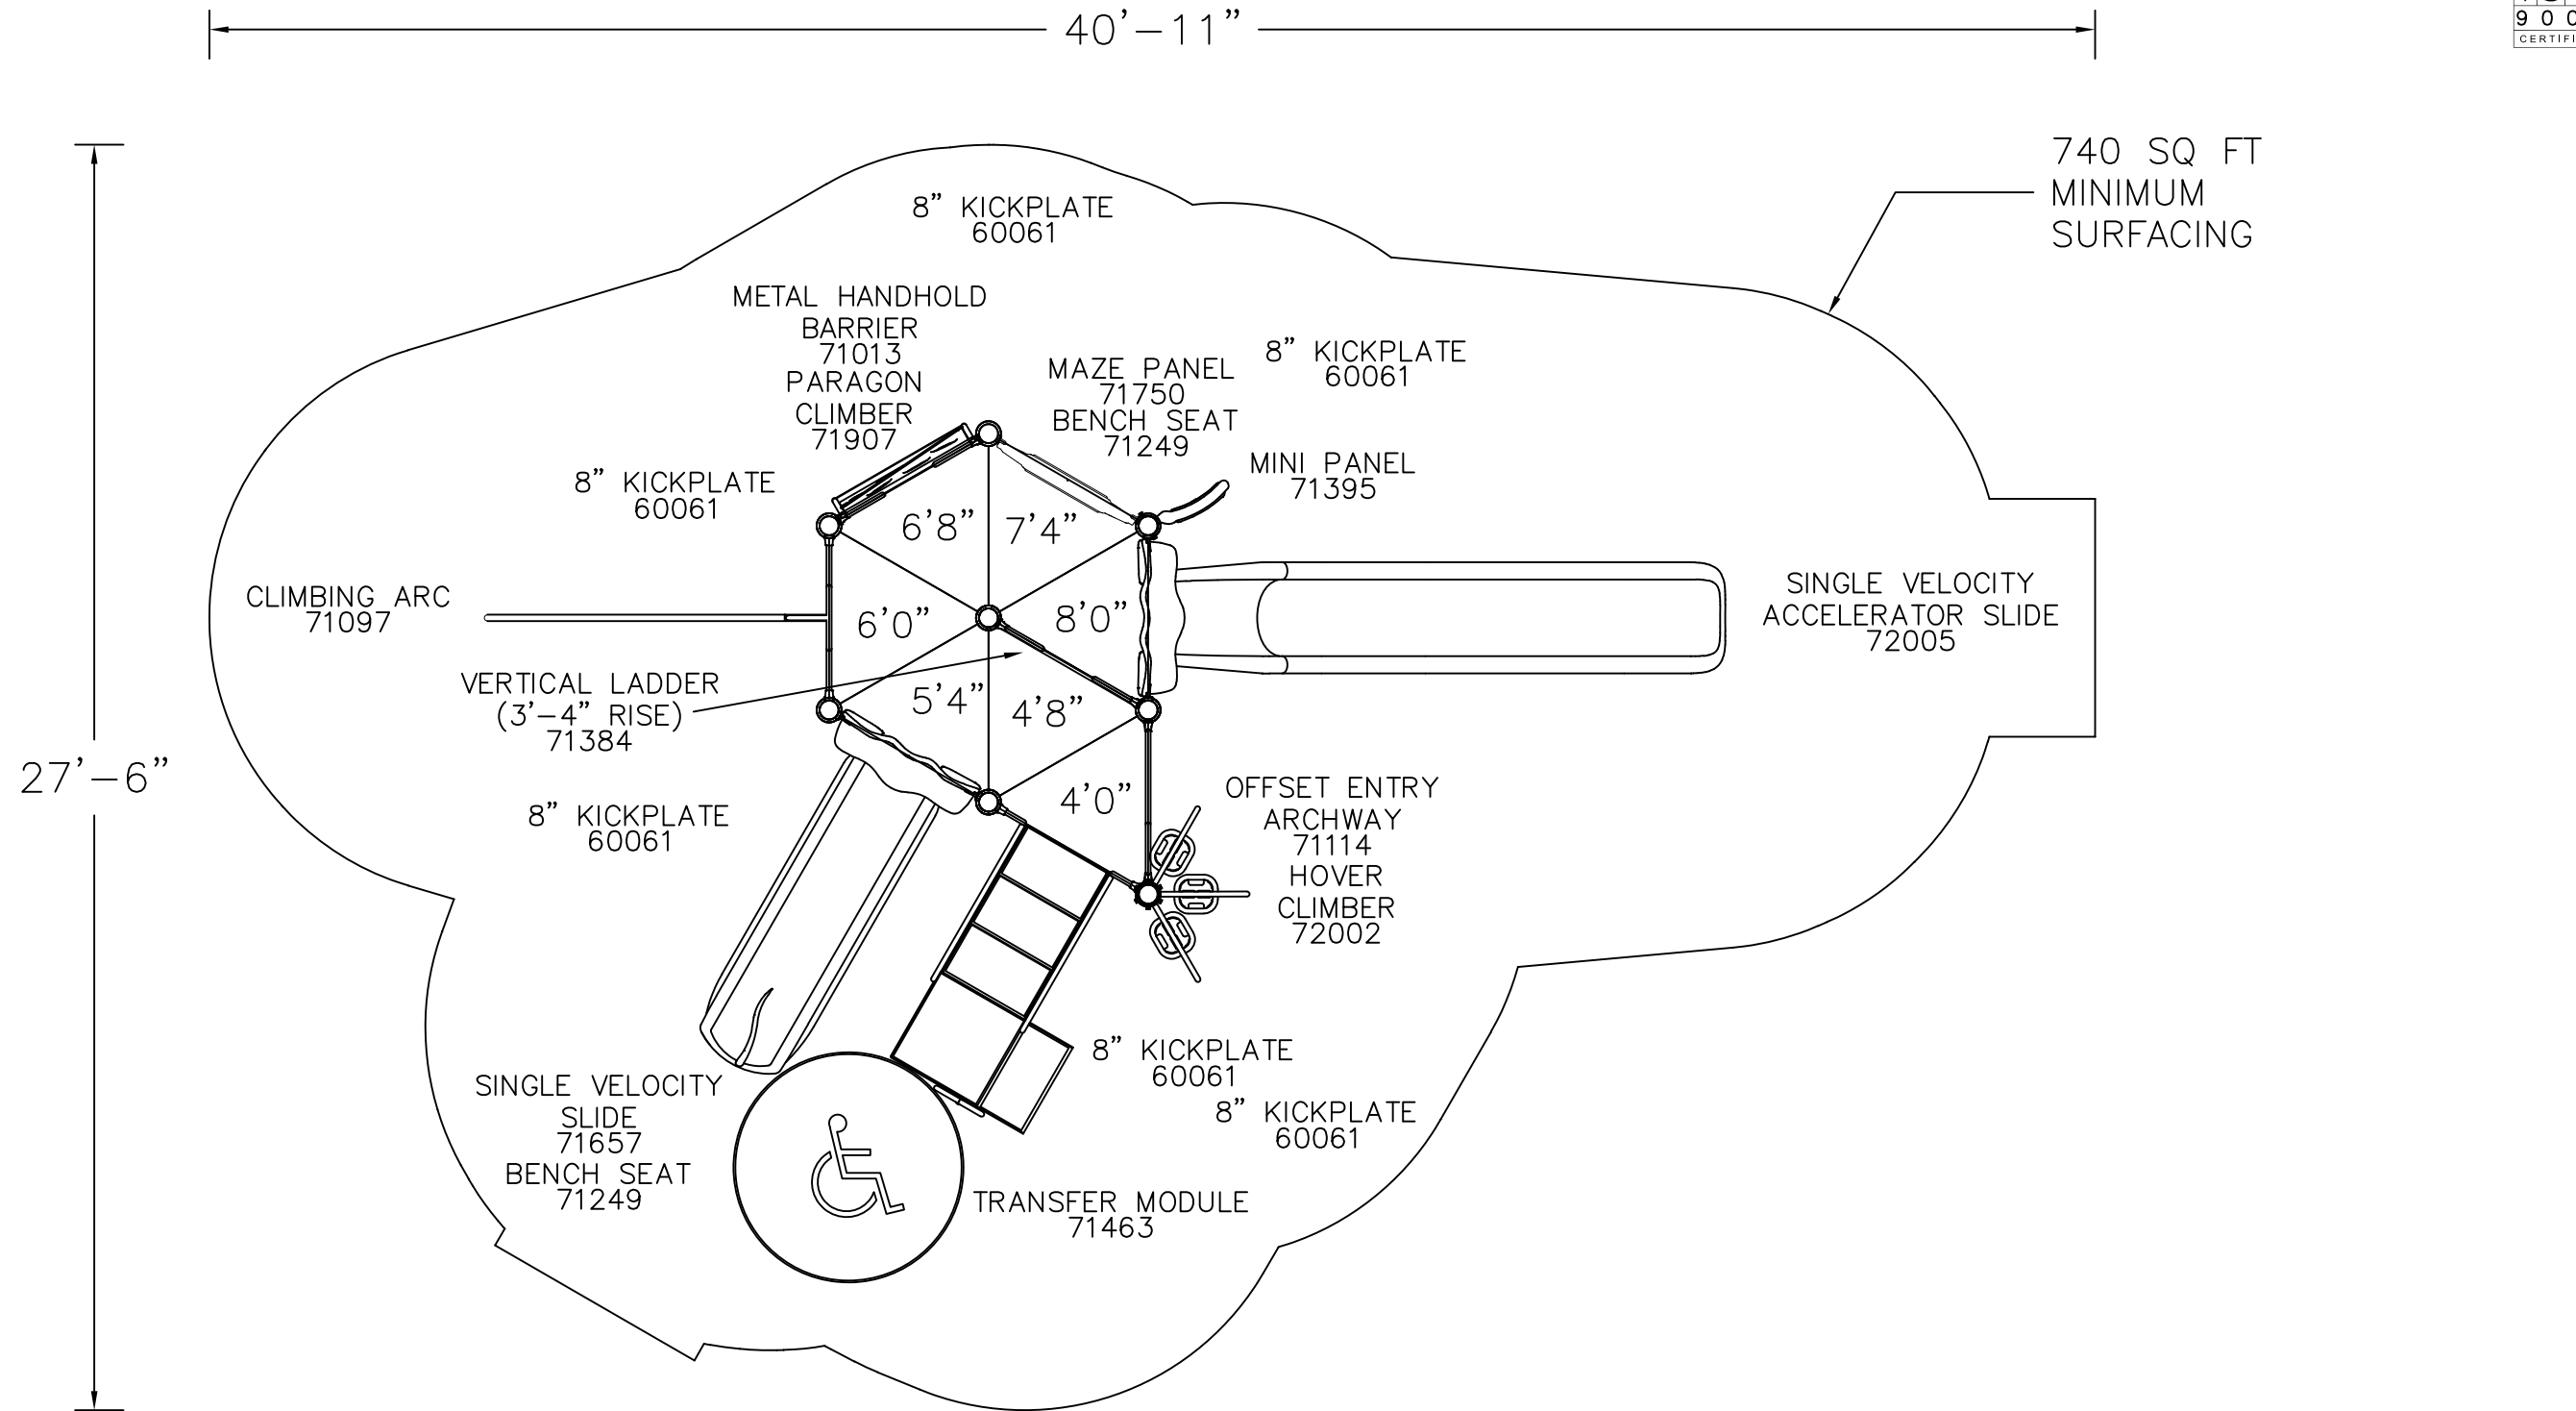 40'-11"
900
CERTIFI
740 SQ FT
MINIMUM
SURFACING
8" KICKPLATE
60061
METAL HANDHOLD
BARRIER
71013
PARAGON
CLIMBER
71907
MAZE PANEL
71750
BENCH SEAT
71249
8" KICKPLATE
60061
MINI PANEL
71395
8" KICKPLATE
60061
6'8"
7'4"
CLIMBING ARC
71097
6'0"
8'0"
SINGLE VELOCITY
ACCELERATOR SLIDE
72005
VERTICAL LADDER
(3'-4" RISE)
71384
5'4"
4'8"
27'-6"
8" KICKPLATE
60061
4'0"
OFFSET ENTRY
ARCHWAY
71114
HOVER
CLIMBER
72002
8" KICKPLATE
60061
8" KICKPLATE
60061
SINGLE VELOCITY
SLIDE
71657
BENCH SEAT
71249
TRANSFER MODULE
71463